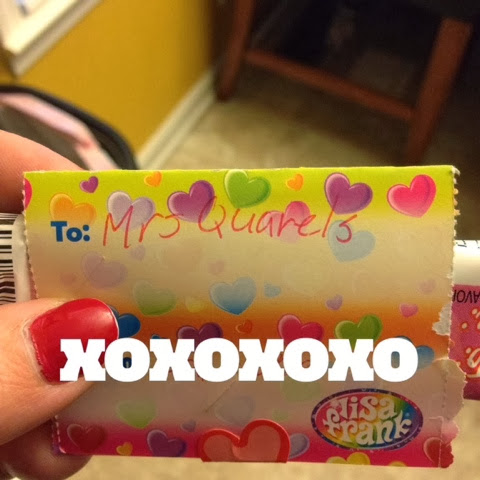 To: Mrs Quarels
XOXOXOXO
lisa
frank